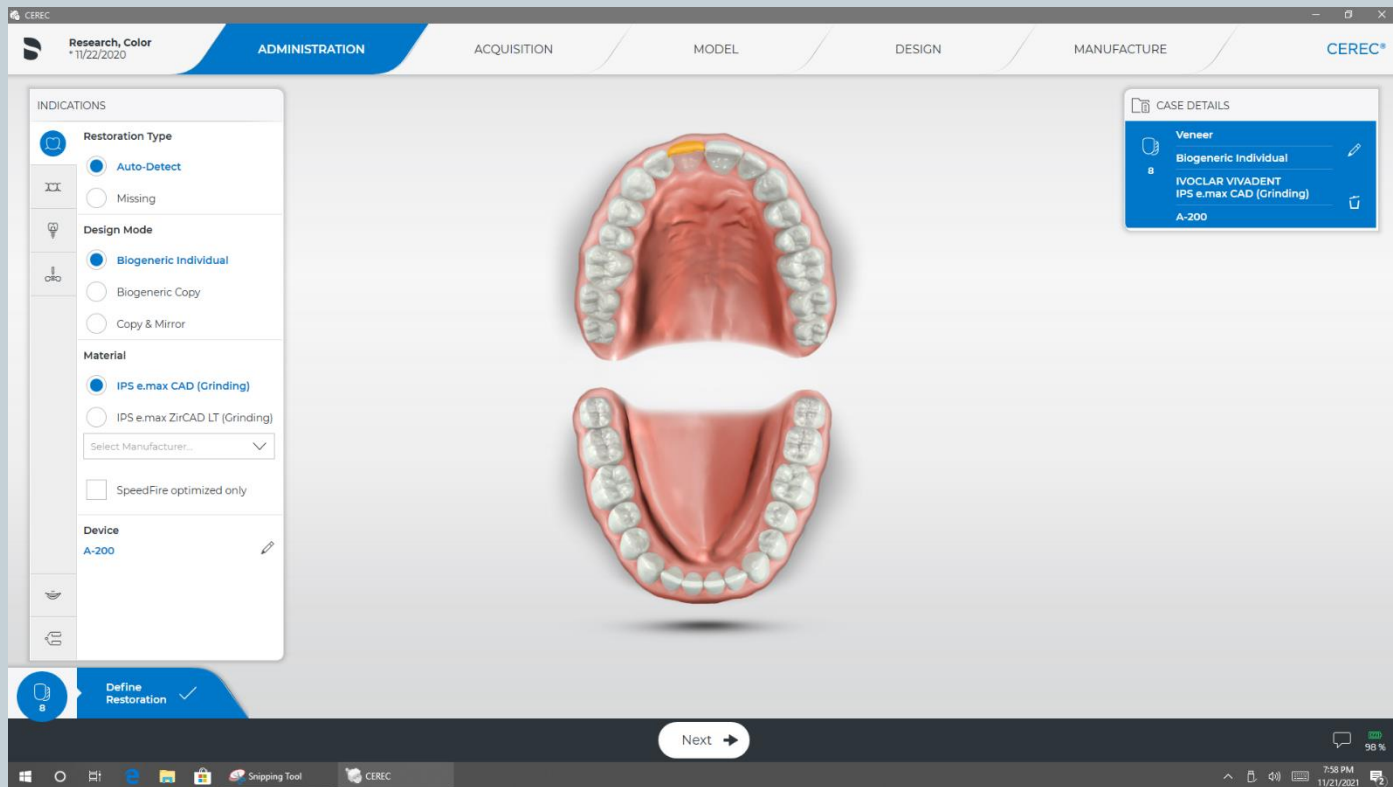 CEREC
Research, Color
* 11/22/2020
ADMINISTRATION
ACQUISITION
MODEL
DESIGN
MANUFACTURE
CEREC®
INDICATIONS
Restoration Type
Auto-Detect
Missing
Design Mode
Biogeneric Individual
Biogeneric Copy
Copy & Mirror
Material
IPS e.max CAD (Grinding)
IPS e.max ZirCAD LT (Grinding)
Select Manufacturer...
SpeedFire optimized only
Device
A-200
CASE DETAILS
Veneer
Biogeneric Individual
8
IVOCLAR VIVADENT
IPS e.max CAD (Grinding)
A-200
8
Define
Restoration
Next
98 %
Snipping Tool
CEREC
7:58 PM
11/21/2021
2